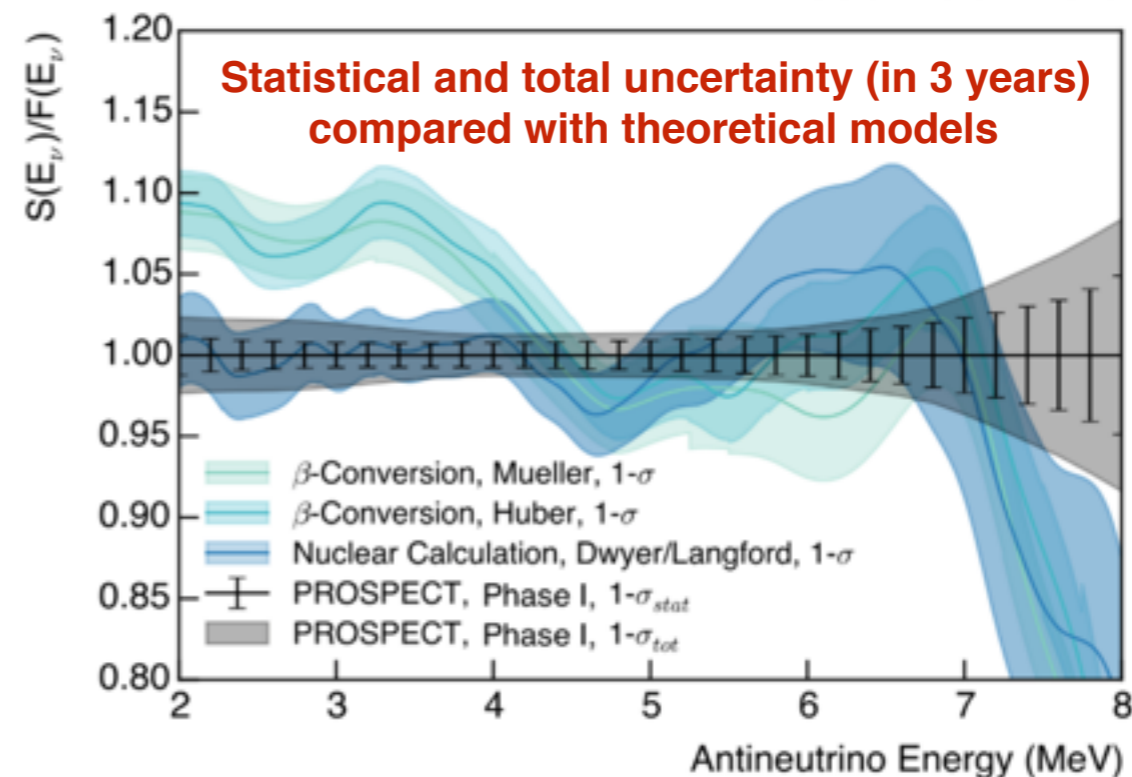 Statistical and total uncertainty (in 3 years)
compared with theoretical models
S(Eν)/F(Eν)
1.20
1.15
1.10
1.05
1.00
0.95
0.90
0.85
0.80
β-Conversion, Mueller, 1-σ
β-Conversion, Huber, 1-σ
Nuclear Calculation, Dwyer/Langford, 1-σ
PROSPECT, Phase I, 1-σstat
PROSPECT, Phase I, 1-σtot
2 3 4 5 6 7 8
Antineutrino Energy (MeV)